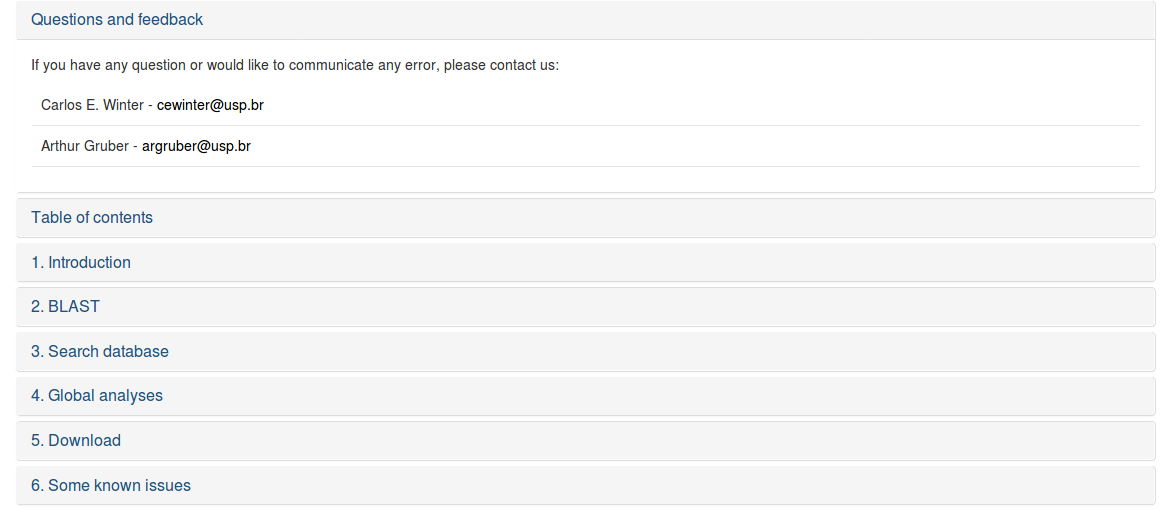 Questions and feedback
If you have any question or would like to communicate any error, please contact us:
Carlos E. Winter - cewinter@usp.br
Arthur Gruber - argruber@usp.br
Table of contents
1. Introduction
2. BLAST
3. Search database
4. Global analyses
5. Download
6. Some known issues